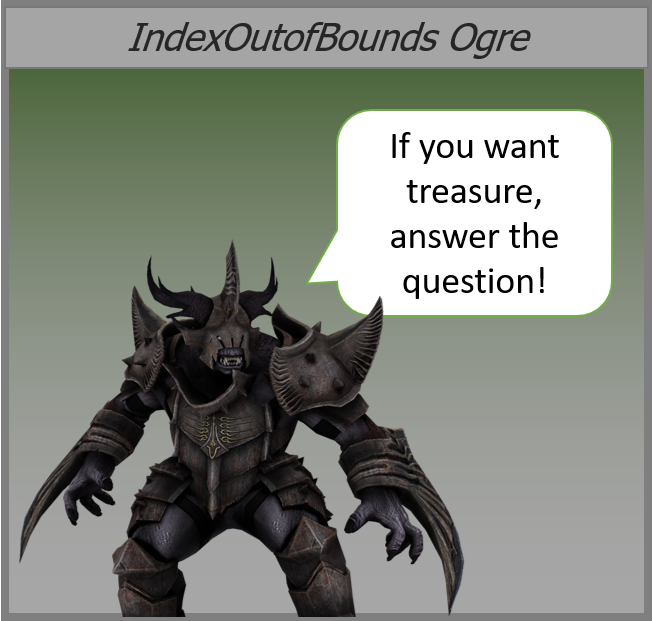 IndexOutofBounds Ogre
If you want
treasure,
answer the
question!